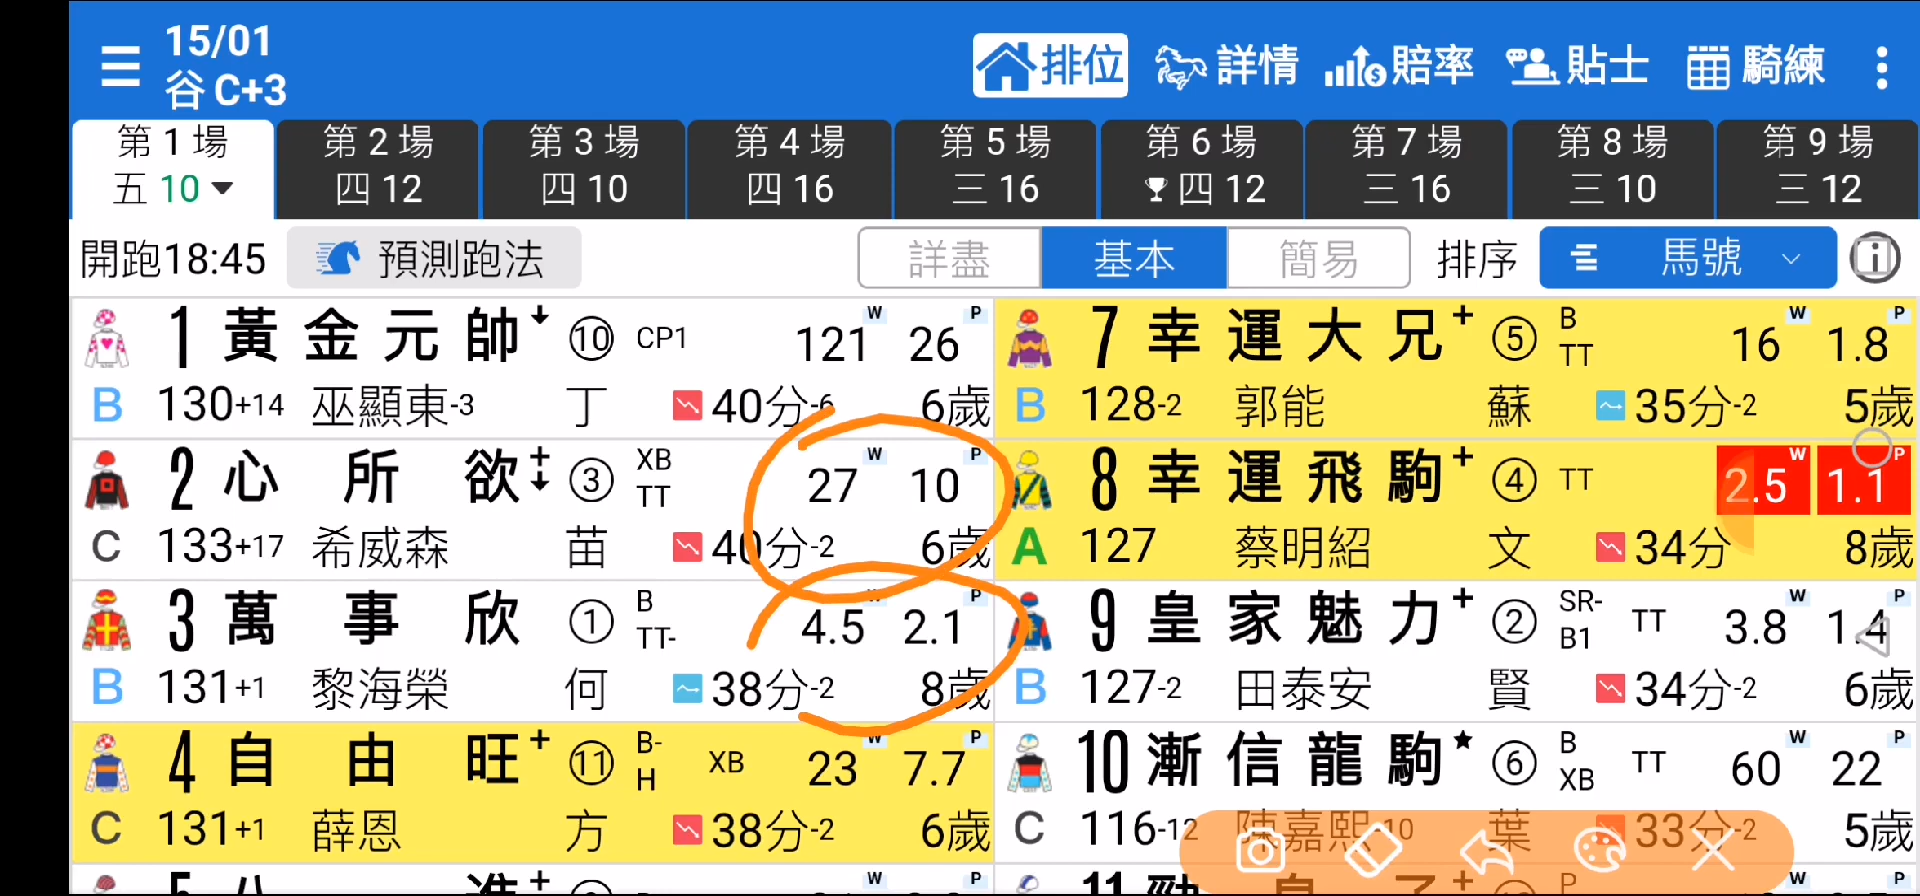 15/01
谷 C+3
排位 詳情 賠率 貼士 騎練
第 1 場 第 2 場 第 3 場 第 4 場 第 5 場 第 6 場 第 7 場 第 8 場 第 9 場
五 10 四 12 四 10 四 16 三 16 四 12 三 16 三 10 三 12
開跑18:45 預測跑法 詳盡 基本 簡易 排序 馬號
1 黃金元帥 ⑩ CP1 121 W 26 P
B 130+14 巫顯東-3 丁 40分-6 6歲
2 心所欲 ③ XB TT 27 W 10 P
C 133+17 希威森 苗 40分-2 6歲
3 萬事欣 ① B TT- 4.5 W 2.1 P
B 131+1 黎海榮 何 38分-2 8歲
4 自由旺+ ⑪ B- H XB 23 W 7.7 P
C 131+1 薛恩 方 38分-2 6歲
W P
7 幸運大兄+ ⑤ B TT 16 W 1.8 P
B 128-2 郭能 蘇 35分-2 5歲
8 幸運飛駒+ ④ TT 2.5 W 1.1 P
A 127 蔡明紹 文 34分 8歲
9 皇家魅力+ ② SR- B1 TT 3.8 W 1.4 P
B 127-2 田泰安 賢 34分-2 6歲
10 漸信龍駒★ ⑥ B XB TT 60 W 22 P
C 116-12 陳嘉熙-10 葉 33分-2 5歲
11 W P